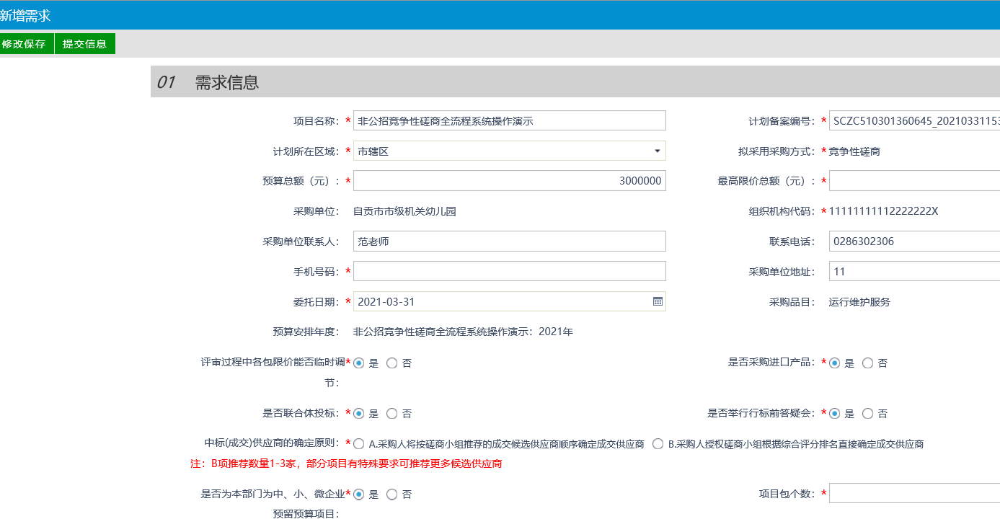 新增需求
修改保存 提交信息
01 需求信息
项目名称：* 非公招竞争性磋商全流程系统操作演示 计划备案编号：* SCZC510301360645_2021033115
计划所在区域：* 市辖区 拟采用采购方式：* 竞争性磋商
预算总额（元）：* 3000000 最高限价总额（元）：*
采购单位： 自贡市市级机关幼儿园 组织机构代码：* 11111111112222222X
采购单位联系人： 范老师 联系电话： 0286302306
手机号码：* 采购单位地址： 11
委托日期：* 2021-03-31 采购品目： 运行维护服务
预算安排年度： 非公招竞争性磋商全流程系统操作演示：2021年
评审过程中各包限价能否临时调* 是 否 是否采购进口产品：* 是 否
节：
是否联合体投标：* 是 否 是否举行行标前答疑会：* 是 否
中标(成交)供应商的确定原则：* A.采购人将按磋商小组推荐的成交候选供应商顺序确定成交供应商 B.采购人授权磋商小组根据综合评分排名直接确定成交供应商
注：B项推荐数量1-3家，部分项目有特殊要求可推荐更多候选供应商
是否为本部门为中、小、微企业* 是 否 项目包个数：*
预留预算项目：